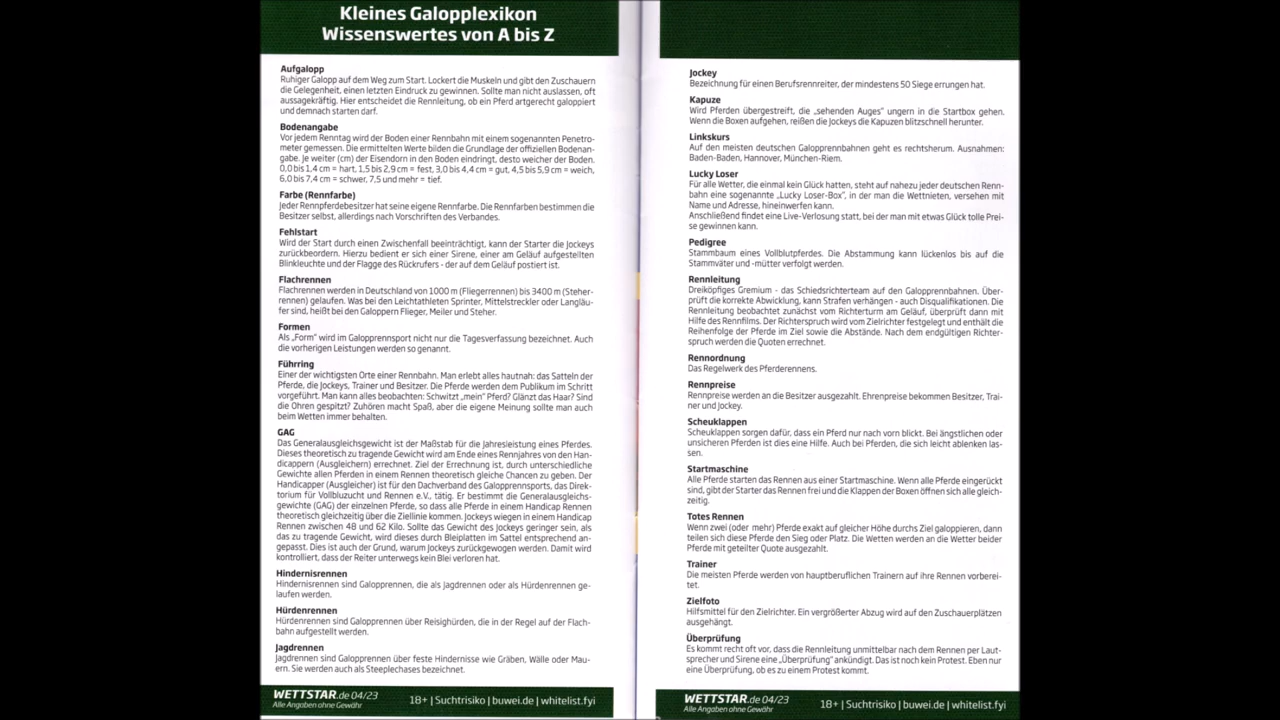 Kleines Galopplexikon
Wissenswertes von A bis Z
Aufgalopp
Ruhiger Galopp auf dem Weg zum Start. Lockert die Muskeln und gibt den Zuschauern
die Gelegenheit, einen letzten Eindruck zu gewinnen. Sollte man nicht auslassen, oft
aussagekräftig. Hier entscheidet die Rennleitung, ob ein Pferd artgerecht galoppiert
und demnach starten darf.
Bodenangabe
Vor jedem Renntag wird der Boden einer Rennbahn mit einem sogenannten Penetro-
meter gemessen. Die ermittelten Werte bilden die Grundlage der offiziellen Bodenan-
gabe. Je weiter (cm) der Eisendorn in den Boden eindringt, desto weicher der Boden.
0,0 bis 1,4 cm = hart, 1,5 bis 2,9 cm = fest, 3,0 bis 4,4 cm = gut, 4,5 bis 5,9 cm = weich,
6,0 bis 7,4 cm = schwer, 7,5 und mehr = tief.
Farbe (Rennfarbe)
Jeder Rennpferdebesitzer hat seine eigene Rennfarbe. Die Rennfarben bestimmen die
Besitzer selbst, allerdings nach Vorschriften des Verbandes.
Fehlstart
Wird der Start durch einen Zwischenfall beeinträchtigt, kann der Starter die Jockeys
zurückbeordern. Hierzu bedient er sich einer Sirene, einer am Geläuf aufgestellten
Blinkleuchte und der Flagge des Rückrufers - der auf dem Geläuf postiert ist.
Flachrennen
Flachrennen werden in Deutschland von 1000 m (Fliegerrennen) bis 3400 m (Steher-
rennen) gelaufen. Was bei den Leichtathleten Sprinter, Mittelstreckler oder Langläu-
fer sind, heißt bei den Galoppern Flieger, Meiler und Steher.
Formen
Als „Form" wird im Galopprennsport nicht nur die Tagesverfassung bezeichnet. Auch
die vorherigen Leistungen werden so genannt.
Führring
Einer der wichtigsten Orte einer Rennbahn. Man erlebt alles hautnah: das Satteln der
Pferde, die Jockeys, Trainer und Besitzer. Die Pferde werden dem Publikum im Schritt
vorgeführt. Man kann alles beobachten: Schwitzt „mein" Pferd? Glänzt das Haar? Sind
die Ohren gespitzt? Zuhören macht Spaß, aber die eigene Meinung sollte man auch
beim Wetten immer behalten.
GAG
Das Generalausgleichsgewicht ist der Maßstab für die Jahresleistung eines Pferdes.
Dieses theoretisch zu tragende Gewicht wird am Ende eines Rennjahres von den Han-
dicappern (Ausgleichern) errechnet. Ziel der Errechnung ist, durch unterschiedliche
Gewichte allen Pferden in einem Rennen theoretisch gleiche Chancen zu geben. Der
Handicapper (Ausgleicher) ist für den Dachverband des Galopprennsports, das Direk-
torium für Vollbluzucht und Rennen e.V., tätig. Er bestimmt die Generalausgleichs-
gewichte (GAG) der einzelnen Pferde, so dass alle Pferde in einem Handicap Rennen
theoretisch gleichzeitig über die Ziellinie kommen. Jockeys wiegen in einem Handicap
Rennen zwischen 48 und 62 Kilo. Sollte das Gewicht des Jockeys geringer sein, als
das zu tragende Gewicht, wird dieses durch Bleiplatten im Sattel entsprechend an-
gepasst. Dies ist auch der Grund, warum Jockeys zurückgewogen werden. Damit wird
kontrolliert, dass der Reiter unterwegs kein Blei verloren hat.
Hindernisrennen
Hindernisrennen sind Galopprennen, die als Jagdrennen oder als Hürdenrennen ge-
laufen werden.
Hürdenrennen
Hürdenrennen sind Galopprennen über Reisighürden, die in der Regel auf der Flach-
bahn aufgestellt werden.
Jagdrennen
Jagdrennen sind Galopprennen über feste Hindernisse wie Gräben, Wälle oder Mau-
ern. Sie werden auch als Steeplechases bezeichnet.
WETTSTAR.de 04/23
Alle Angaben ohne Gewähr
18+ | Suchtrisiko | buwei.de | whitelist.fyi
Jockey
Bezeichnung für einen Berufsrennreiter, der mindestens 50 Siege errungen hat.
Kapuze
Wird Pferden übergestreift, die „sehenden Auges" ungern in die Startbox gehen.
Wenn die Boxen aufgehen, reißen die Jockeys die Kapuzen blitzschnell herunter.
Linkskurs
Auf den meisten deutschen Galopprennbahnen geht es rechtsherum. Ausnahmen:
Baden-Baden, Hannover, München-Riem.
Lucky Loser
Für alle Wetter, die einmal kein Glück hatten, steht auf nahezu jeder deutschen Renn-
bahn eine sogenannte „Lucky Loser-Box", in der man die Wettnieten, versehen mit
Name und Adresse, hineinwerfen kann.
Anschließend findet eine Live-Verlosung statt, bei der man mit etwas Glück tolle Prei-
se gewinnen kann.
Pedigree
Stammbaum eines Vollblutpferdes. Die Abstammung kann lückenlos bis auf die
Stammväter und -mütter verfolgt werden.
Rennleitung
Dreiköpfiges Gremium - das Schiedsrichterteam auf den Galopprennbahnen. Über-
prüft die korrekte Abwicklung, kann Strafen verhängen - auch Disqualifikationen. Die
Rennleitung beobachtet zunächst vom Richterturm am Geläuf, überprüft dann mit
Hilfe des Rennfilms. Der Richterspruch wird vom Zielrichter festgelegt und enthält die
Reihenfolge der Pferde im Ziel sowie die Abstände. Nach dem endgültigen Richter-
spruch werden die Quoten errechnet.
Rennordnung
Das Regelwerk des Pferderennens.
Rennpreise
Rennpreise werden an die Besitzer ausgezahlt. Ehrenpreise bekommen Besitzer, Trai-
ner und Jockey.
Scheuklappen
Scheuklappen sorgen dafür, dass ein Pferd nur nach vorn blickt. Bei ängstlichen oder
unsicheren Pferden ist dies eine Hilfe. Auch bei Pferden, die sich leicht ablenken las-
sen.
Startmaschine
Alle Pferde starten das Rennen aus einer Startmaschine. Wenn alle Pferde eingerückt
sind, gibt der Starter das Rennen frei und die Klappen der Boxen öffnen sich alle gleich-
zeitig.
Totes Rennen
Wenn zwei (oder mehr) Pferde exakt auf gleicher Höhe durchs Ziel galoppieren, dann
teilen sich diese Pferde den Sieg oder Platz. Die Wetten werden an die Wetter beider
Pferde mit geteilter Quote ausgezahlt.
Trainer
Die meisten Pferde werden von hauptberuflichen Trainern auf ihre Rennen vorberei-
tet.
Zielfoto
Hilfsmittel für den Zielrichter. Ein vergrößerter Abzug wird auf den Zuschauerplätzen
ausgehängt.
Überprüfung
Es kommt recht oft vor, dass die Rennleitung unmittelbar nach dem Rennen per Laut-
sprecher und Sirene eine „Überprüfung" ankündigt. Das ist noch kein Protest. Eben nur
eine Überprüfung, ob es zu einem Protest kommt.
WETTSTAR.de 04/23
Alle Angaben ohne Gewähr
18+ | Suchtrisiko | buwei.de | whitelist.fyi